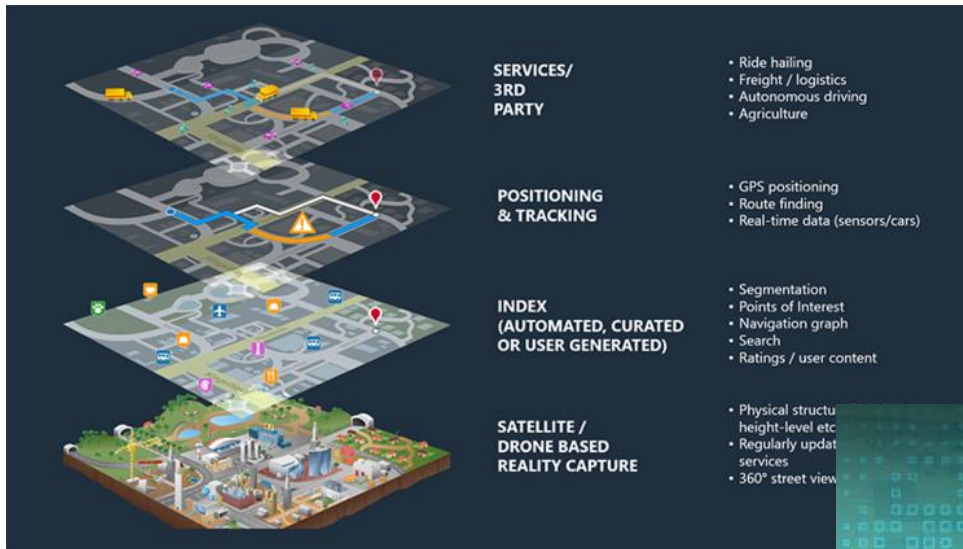 SERVICES/
3RD
PARTY
• Ride hailing
• Freight / logistics
• Autonomous driving
• Agriculture
POSITIONING
& TRACKING
• GPS positioning
• Route finding
• Real-time data (sensors/cars)
INDEX
(AUTOMATED, CURATED
OR USER GENERATED)
• Segmentation
• Points of Interest
• Navigation graph
• Search
• Ratings / user content
SATELLITE /
DRONE BASED
REALITY CAPTURE
• Physical
height-level etc
• Regularly
services
• 360° street view